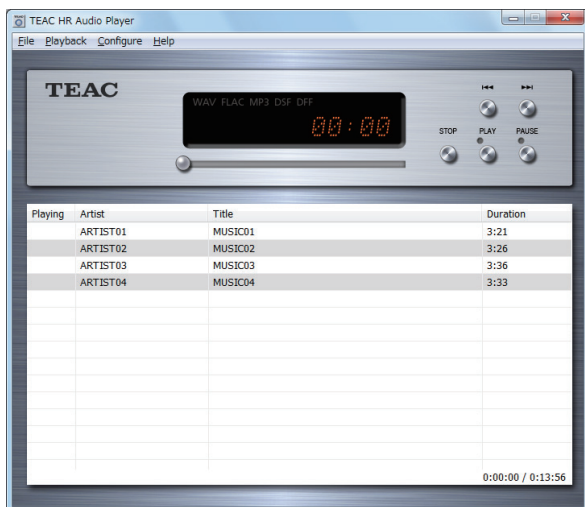 TEAC HR Audio Player
File Playback Configure Help
TEAC
WAV FLAC MP3 DSF DFF
00:00
STOP PLAY PAUSE
Playing Artist Title Duration
ARTIST01 MUSIC01 3:21
ARTIST02 MUSIC02 3:26
ARTIST03 MUSIC03 3:36
ARTIST04 MUSIC04 3:33
0:00:00 / 0:13:56